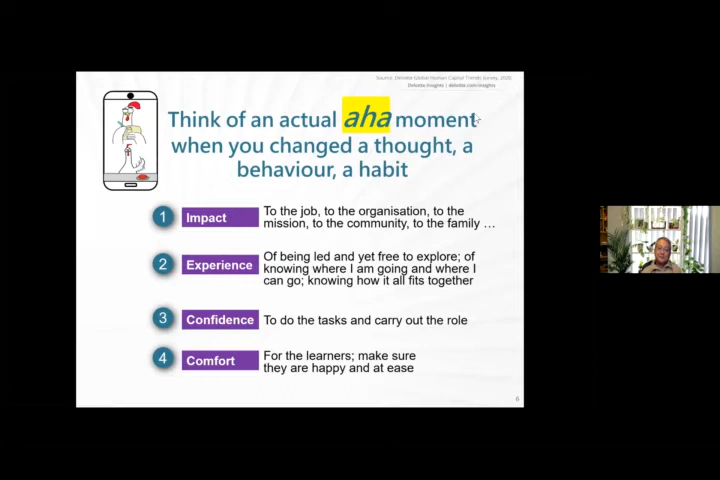 Source: Deloitte Global Human Capital Trends Survey, 2020.
Deloitte Insights | deloitte.com/insights
Think of an actual aha moment
when you changed a thought, a
behaviour, a habit
1 Impact
To the job, to the organisation, to the
mission, to the community, to the family ...
2 Experience
Of being led and yet free to explore; of
knowing where I am going and where I
can go; knowing how it all fits together
3 Confidence
To do the tasks and carry out the role
4 Comfort
For the learners; make sure
they are happy and at ease
6